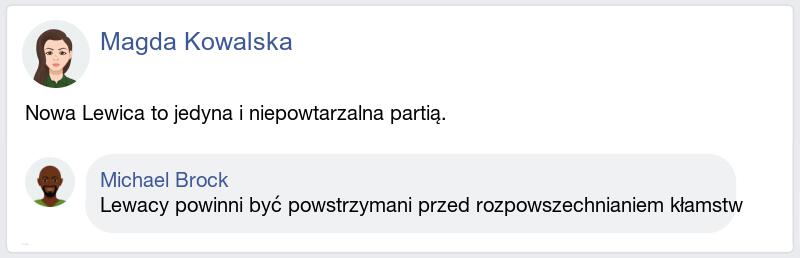 Magda Kowalska
Nowa Lewica to jedyna i niepowtarzalna partią.
Michael Brock
Lewacy powinni być powstrzymani przed rozpowszechnianiem kłamstw